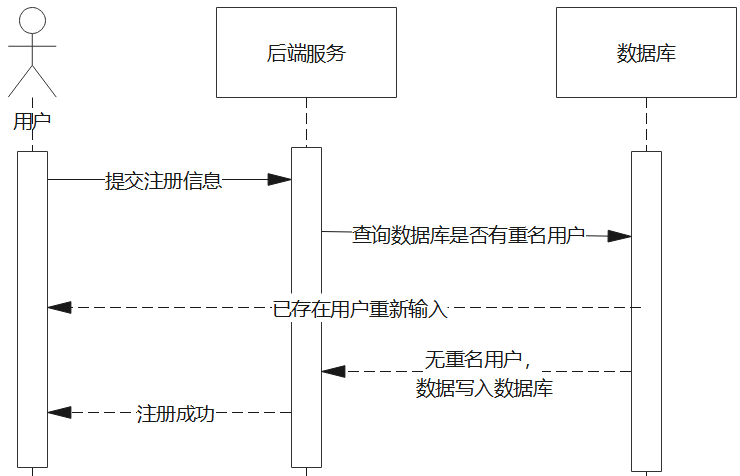 后端服务
数据库
用户
提交注册信息
查询数据库是否有重名用户
已存在用户重新输入
无重名用户，
数据写入数据库
注册成功